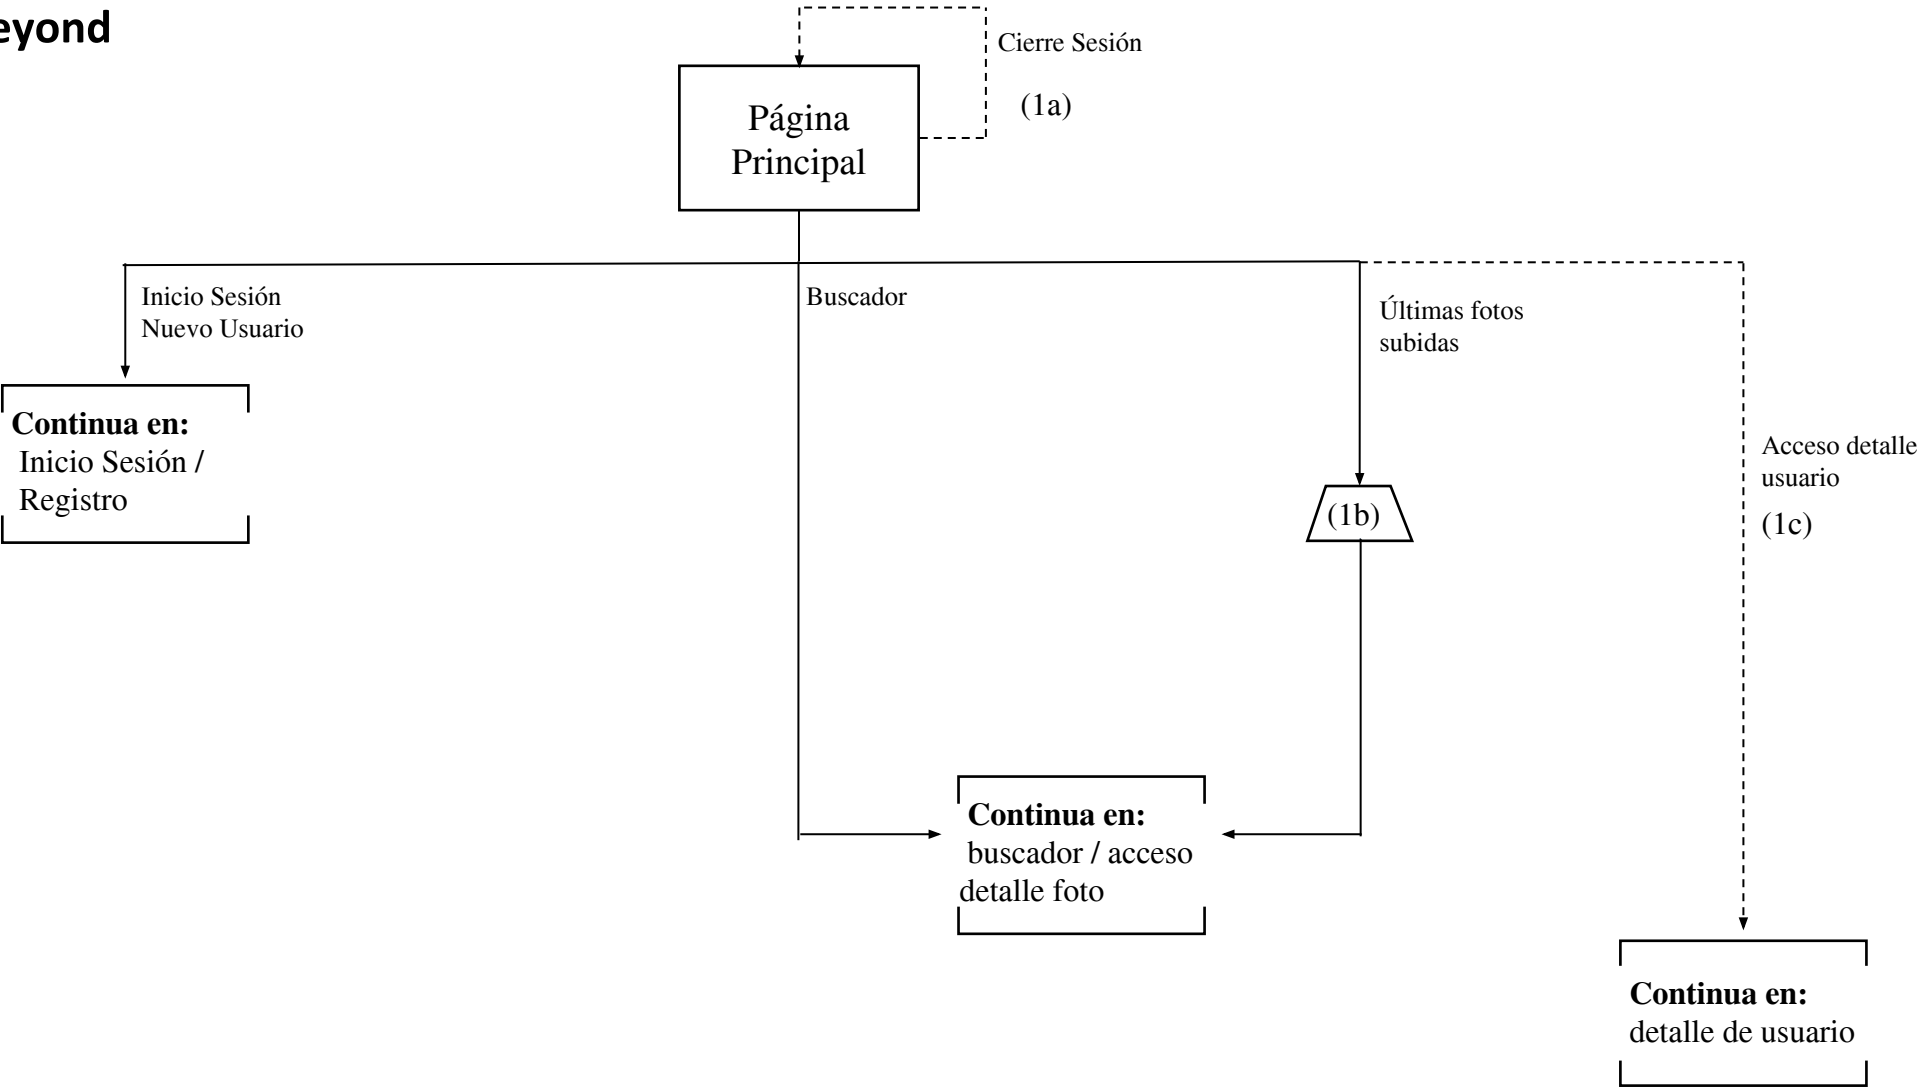 eyond
Cierre Sesión
(1a)
Página
Principal
Inicio Sesión
Nuevo Usuario
Buscador
Últimas fotos
subidas
Continua en:
Inicio Sesión /
Registro
(1b)
Acceso detalle
usuario
(1c)
Continua en:
buscador / acceso
detalle foto
Continua en:
detalle de usuario